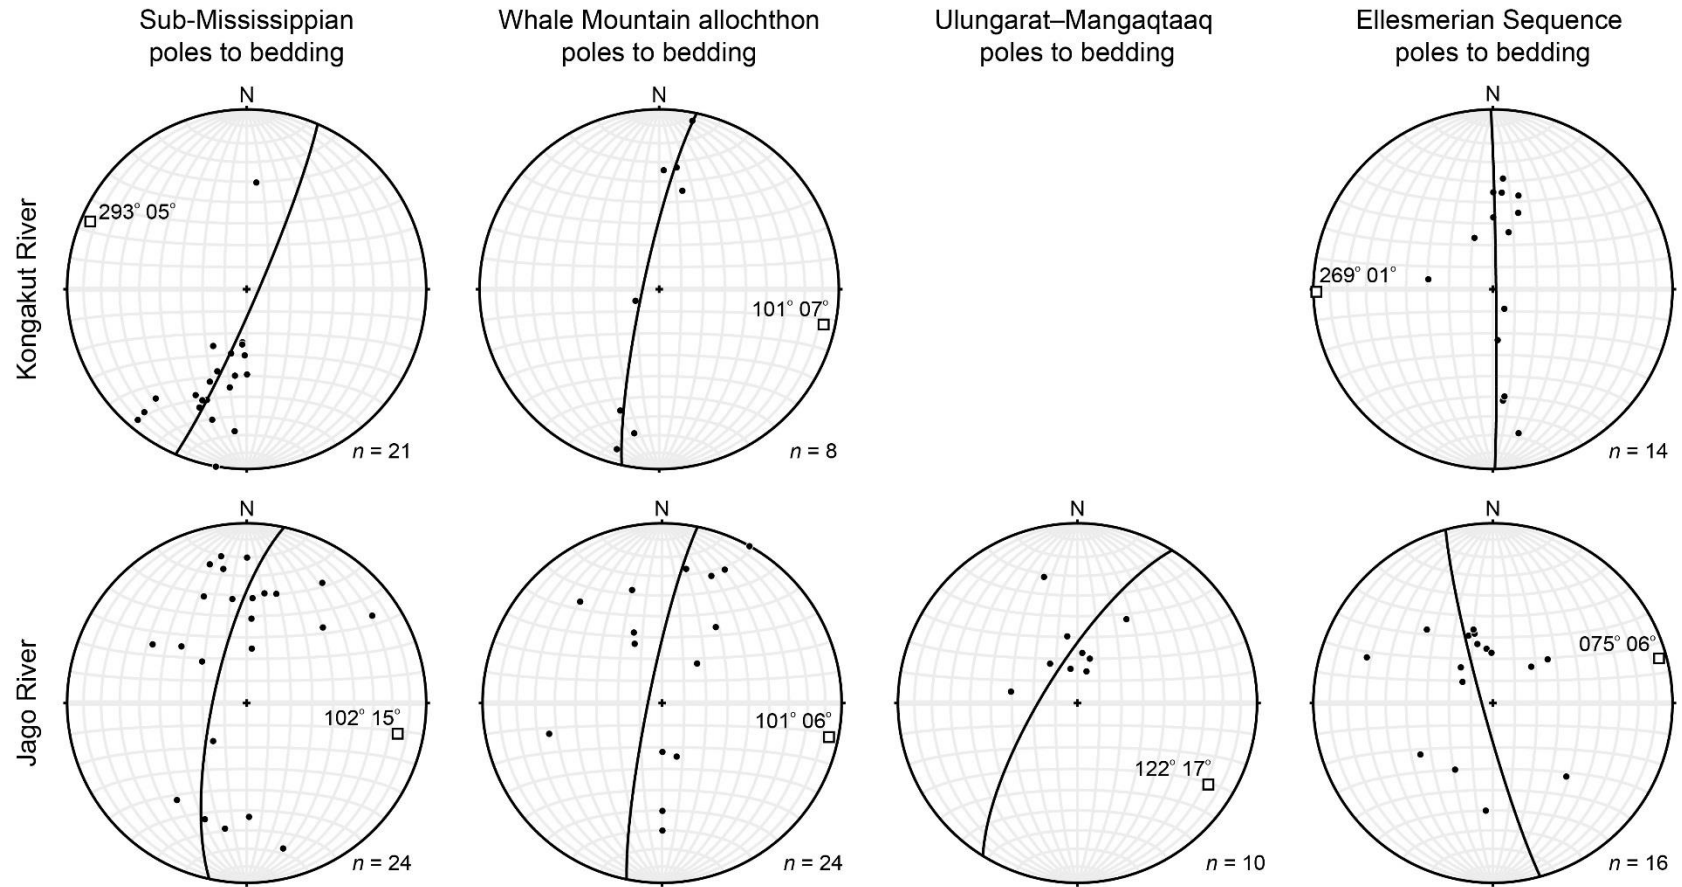 Sub-Mississippian
poles to bedding
Whale Mountain allochthon
poles to bedding
Ulungarat–Mangaqtaaq
poles to bedding
Ellesmerian Sequence
poles to bedding
Kongakut River
N
293° 05°
n = 21
N
101° 07°
n = 8
N
269° 01°
n = 14
Jago River
N
102° 15°
n = 24
N
101° 06°
n = 24
N
122° 17°
n = 10
N
075° 06°
n = 16